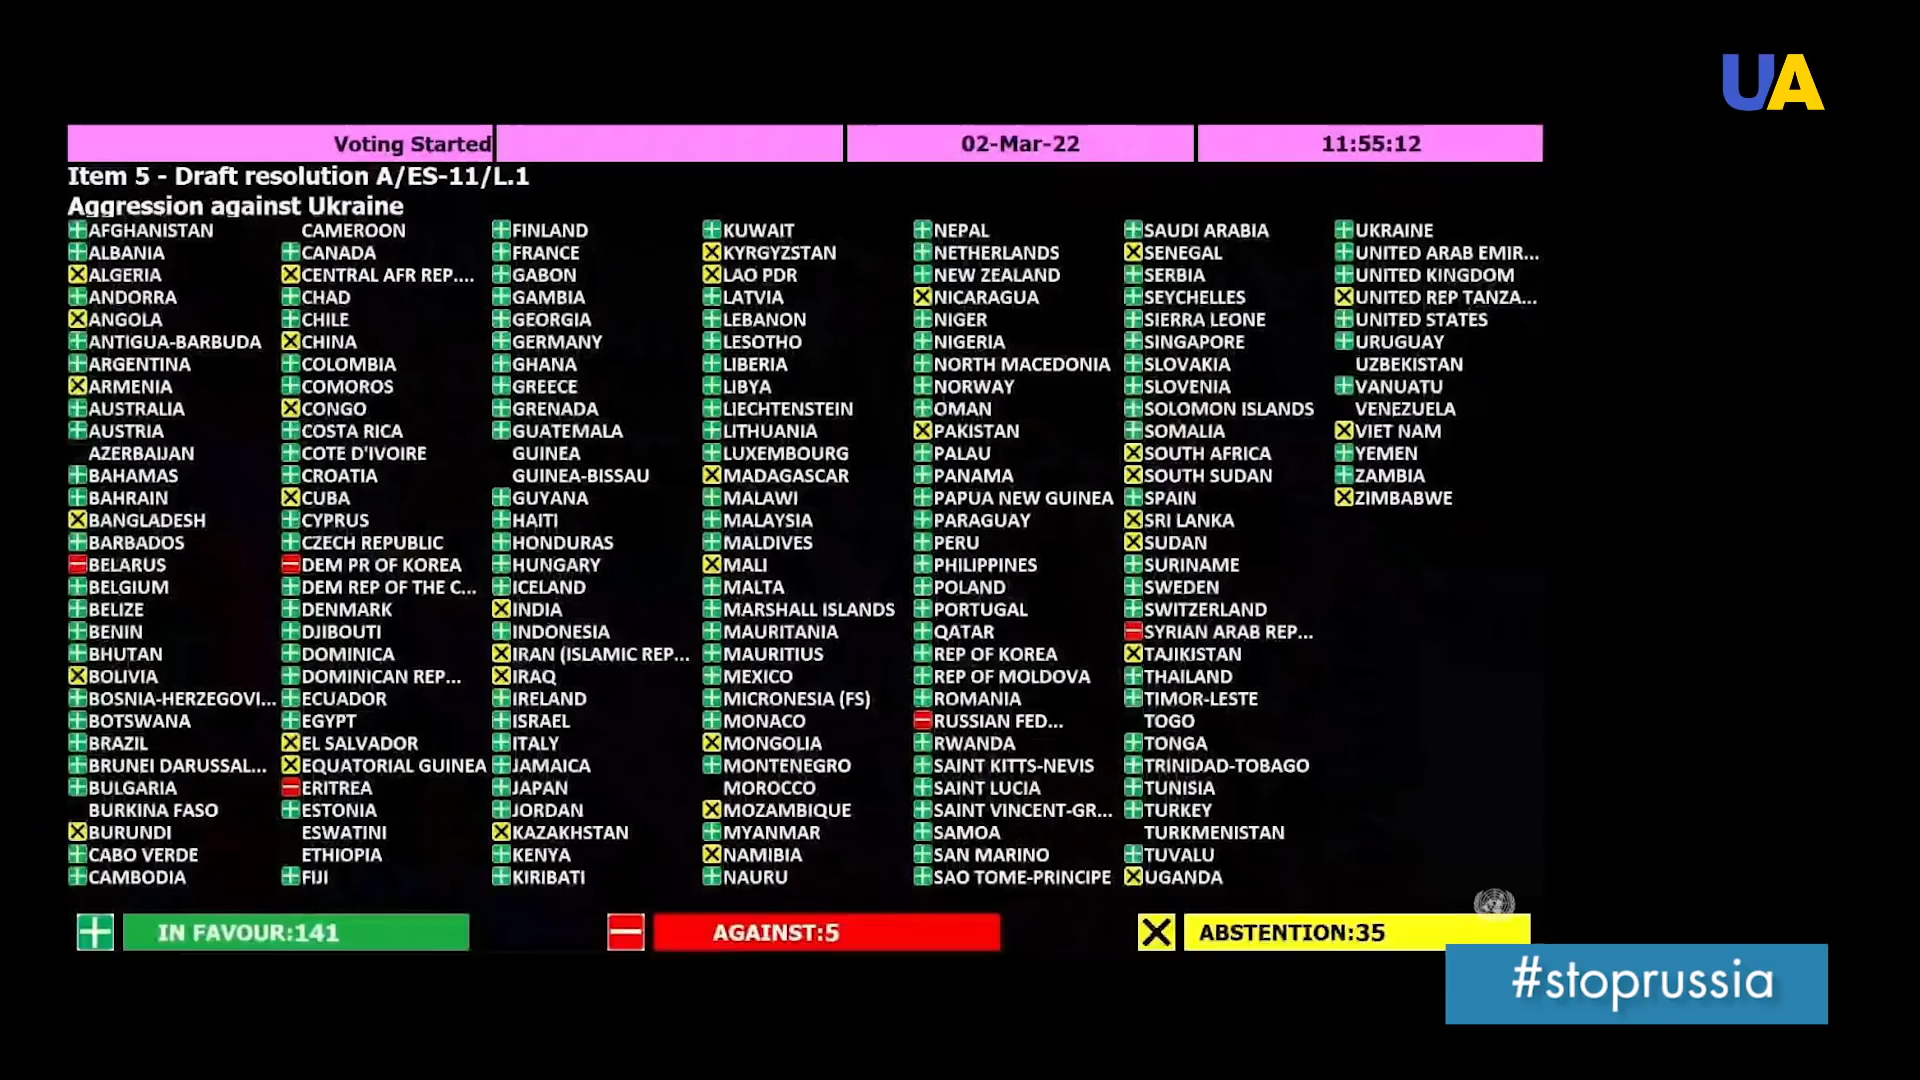 UA
Voting Started 02-Mar-22 11:55:12
Item 5 - Draft resolution A/ES-11/L.1
Aggression against Ukraine
AFGHANISTAN
ALBANIA
ALGERIA
ANDORRA
ANGOLA
ANTIGUA-BARBUDA
ARGENTINA
ARMENIA
AUSTRALIA
AUSTRIA
AZERBAIJAN
BAHAMAS
BAHRAIN
BANGLADESH
BARBADOS
BELARUS
BELGIUM
BELIZE
BENIN
BHUTAN
BOLIVIA
BOSNIA-HERZEGOVI...
BOTSWANA
BRAZIL
BRUNEI DARUSSAL...
BULGARIA
BURKINA FASO
BURUNDI
CABO VERDE
CAMBODIA
CAMEROON
CANADA
CENTRAL AFR REP....
CHAD
CHILE
CHINA
COLOMBIA
COMOROS
CONGO
COSTA RICA
COTE D'IVOIRE
CROATIA
CUBA
CYPRUS
CZECH REPUBLIC
DEM PR OF KOREA
DEM REP OF THE C...
DENMARK
DJIBOUTI
DOMINICA
DOMINICAN REP...
ECUADOR
EGYPT
EL SALVADOR
EQUATORIAL GUINEA
ERITREA
ESTONIA
ESWATINI
ETHIOPIA
FIJI
FINLAND
FRANCE
GABON
GAMBIA
GEORGIA
GERMANY
GHANA
GREECE
GRENADA
GUATEMALA
GUINEA
GUINEA-BISSAU
GUYANA
HAITI
HONDURAS
HUNGARY
ICELAND
INDIA
INDONESIA
IRAN (ISLAMIC REP...
IRAQ
IRELAND
ISRAEL
ITALY
JAMAICA
JAPAN
JORDAN
KAZAKHSTAN
KENYA
KIRIBATI
KUWAIT
KYRGYZSTAN
LAO PDR
LATVIA
LEBANON
LESOTHO
LIBERIA
LIBYA
LIECHTENSTEIN
LITHUANIA
LUXEMBOURG
MADAGASCAR
MALAWI
MALAYSIA
MALDIVES
MALI
MALTA
MARSHALL ISLANDS
MAURITANIA
MAURITIUS
MEXICO
MICRONESIA (FS)
MONACO
MONGOLIA
MONTENEGRO
MOROCCO
MOZAMBIQUE
MYANMAR
NAMIBIA
NAURU
NEPAL
NETHERLANDS
NEW ZEALAND
NICARAGUA
NIGER
NIGERIA
NORTH MACEDONIA
NORWAY
OMAN
PAKISTAN
PALAU
PANAMA
PAPUA NEW GUINEA
PARAGUAY
PERU
PHILIPPINES
POLAND
PORTUGAL
QATAR
REP OF KOREA
REP OF MOLDOVA
ROMANIA
RUSSIAN FED...
RWANDA
SAINT KITTS-NEVIS
SAINT LUCIA
SAINT VINCENT-GR...
SAMOA
SAN MARINO
SAO TOME-PRINCIPE
SAUDI ARABIA
SENEGAL
SERBIA
SEYCHELLES
SIERRA LEONE
SINGAPORE
SLOVAKIA
SLOVENIA
SOLOMON ISLANDS
SOMALIA
SOUTH AFRICA
SOUTH SUDAN
SPAIN
SRI LANKA
SUDAN
SURINAME
SWEDEN
SWITZERLAND
SYRIAN ARAB REP...
TAJIKISTAN
THAILAND
TIMOR-LESTE
TOGO
TONGA
TRINIDAD-TOBAGO
TUNISIA
TURKEY
TURKMENISTAN
TUVALU
UGANDA
UKRAINE
UNITED ARAB EMIR...
UNITED KINGDOM
UNITED REP TANZA...
UNITED STATES
URUGUAY
UZBEKISTAN
VANUATU
VENEZUELA
VIET NAM
YEMEN
ZAMBIA
ZIMBABWE
IN FAVOUR:141 AGAINST:5 ABSTENTION:35
#stoprussia